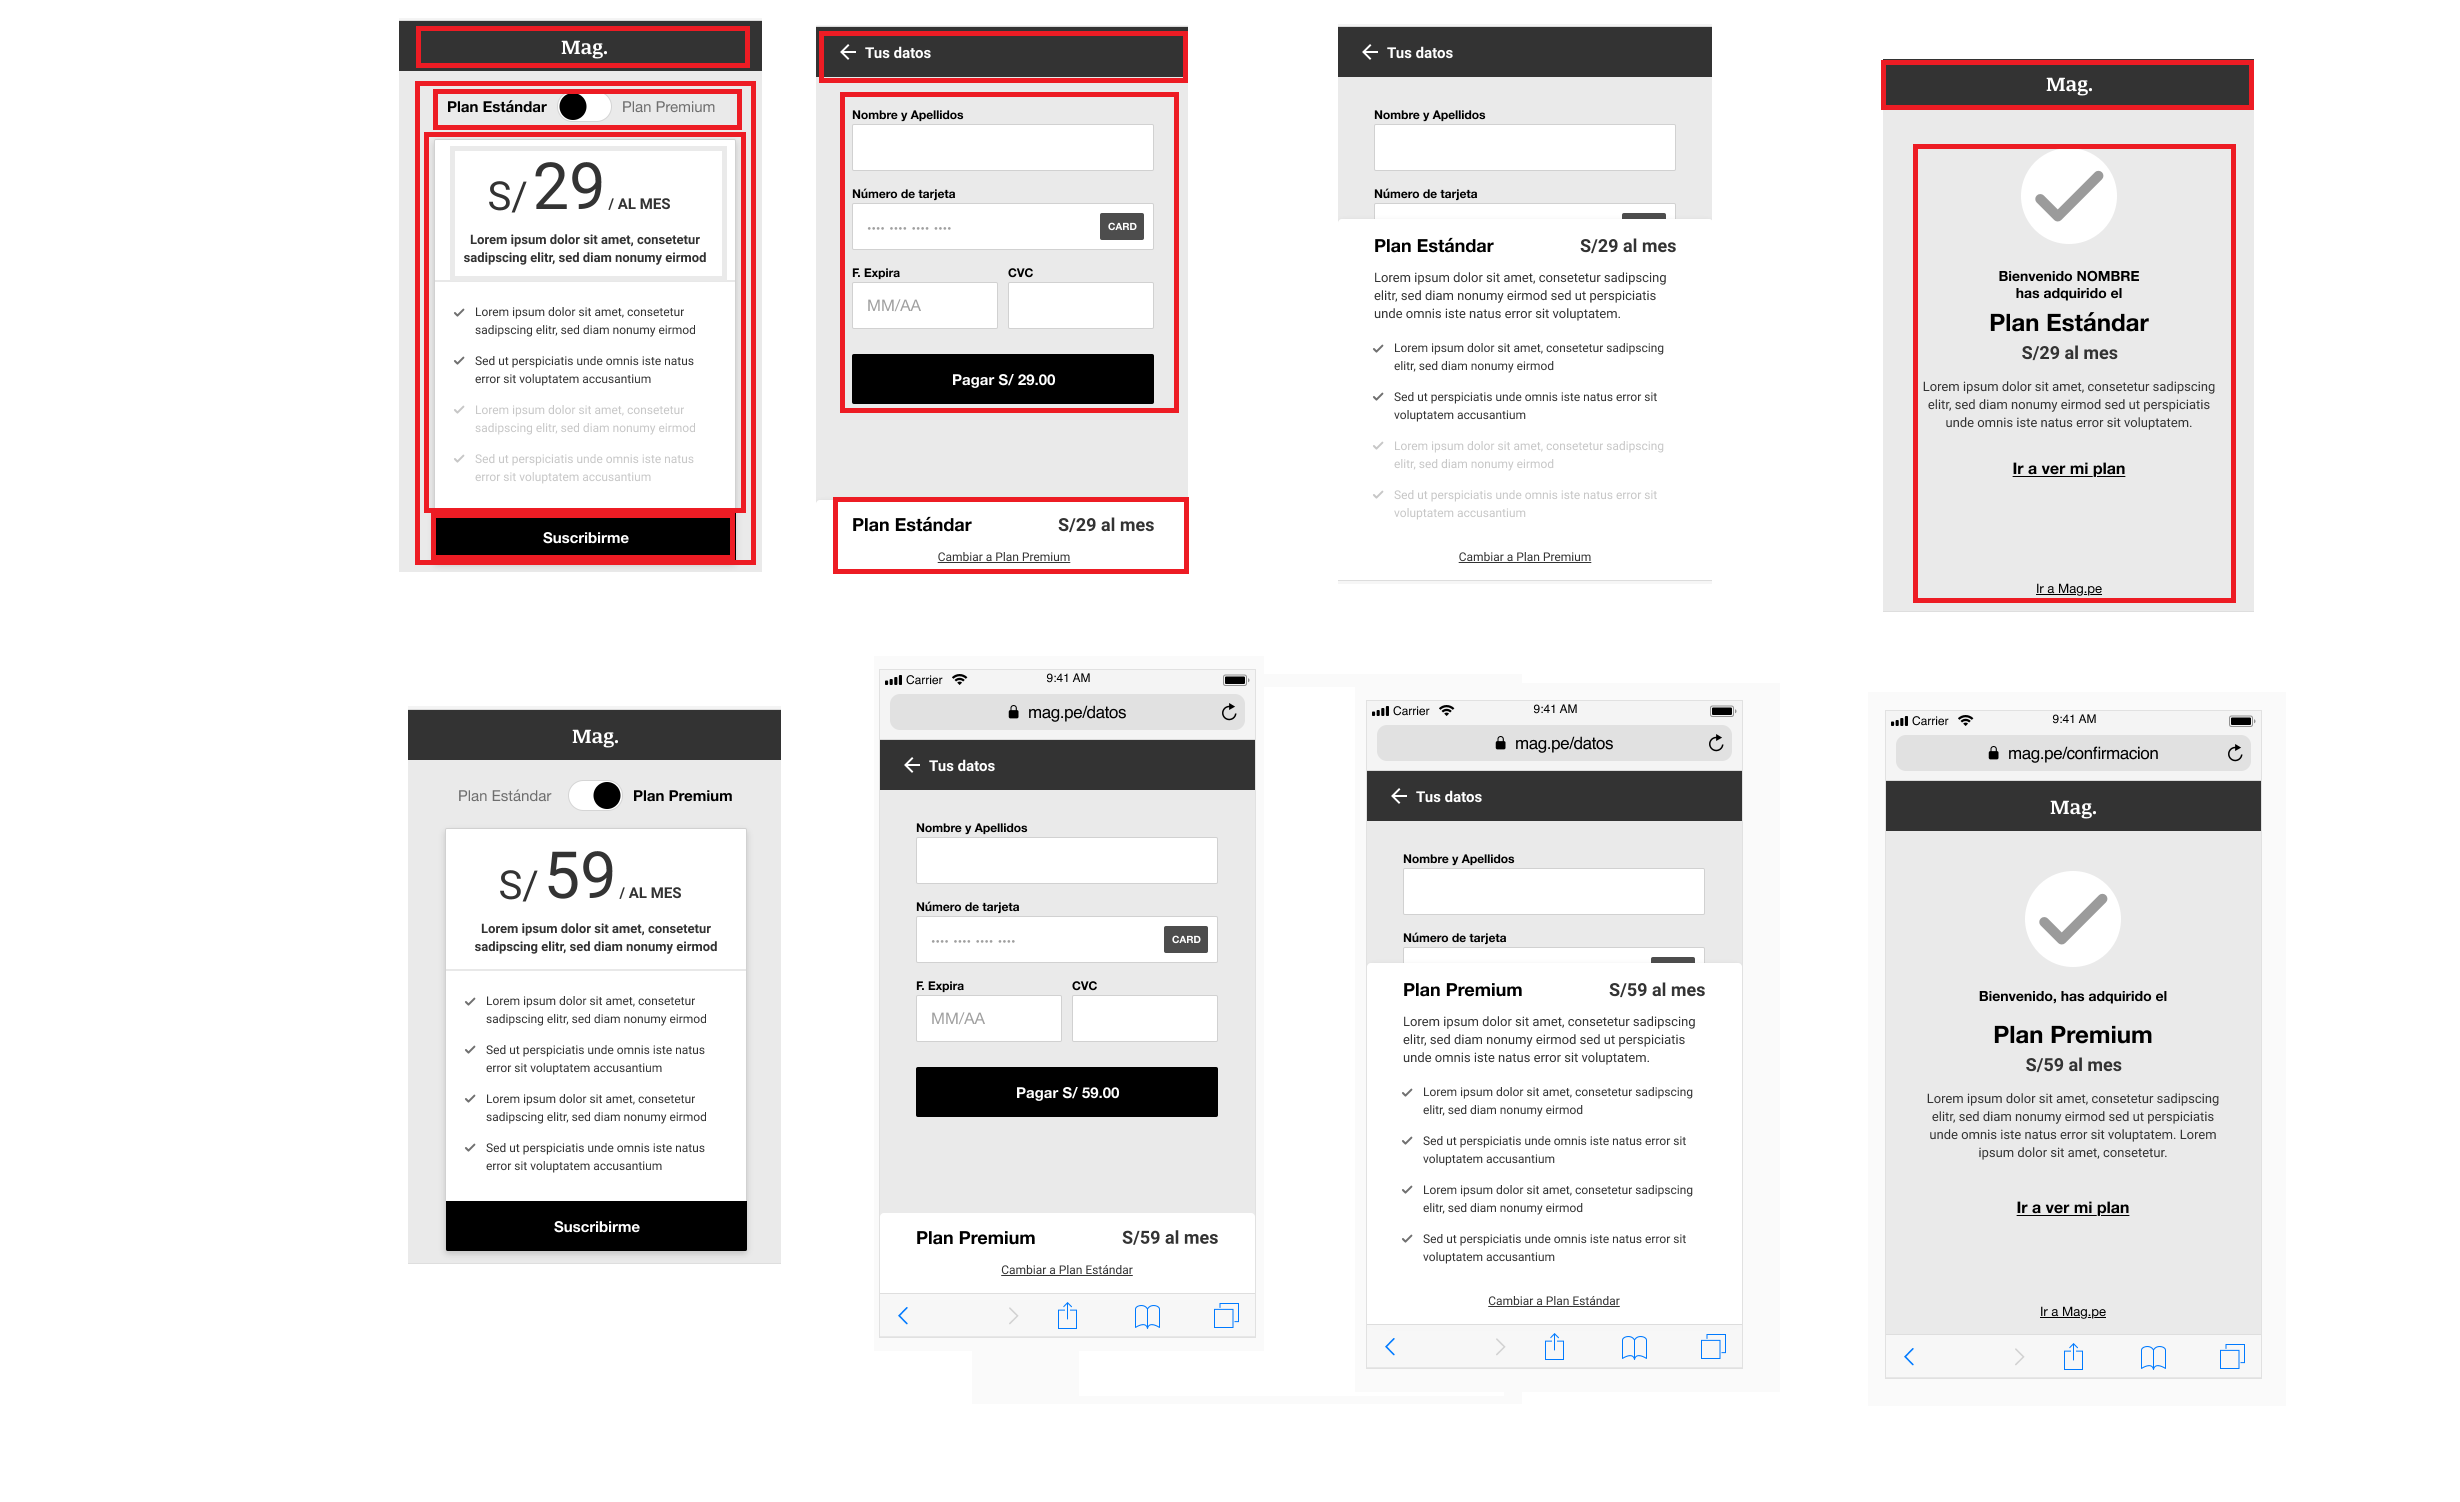 Mag.
Plan Estándar Plan Premium
S/ 29 / AL MES
Lorem ipsum dolor sit amet, consetetur
sadipscing elitr, sed diam nonumy eirmod
Lorem ipsum dolor sit amet, consetetur
sadipscing elitr, sed diam nonumy eirmod
Sed ut perspiciatis unde omnis iste natus
error sit voluptatem accusantium
Lorem ipsum dolor sit amet, consetetur
sadipscing elitr, sed diam nonumy eirmod
Sed ut perspiciatis unde omnis iste natus
error sit voluptatem accusantium
Suscribirme
Tus datos
Nombre y Apellidos
Número de tarjeta
CARD
F. Expira CVC
MM/AA
Pagar S/ 29.00
Plan Estándar S/29 al mes
Cambiar a Plan Premium
Tus datos
Nombre y Apellidos
Número de tarjeta
Plan Estándar S/29 al mes
Lorem ipsum dolor sit amet, consetetur sadipscing
elitr, sed diam nonumy eirmod sed ut perspiciatis
unde omnis iste natus error sit voluptatem.
Lorem ipsum dolor sit amet, consetetur sadipscing
elitr, sed diam nonumy eirmod
Sed ut perspiciatis unde omnis iste natus error sit
voluptatem accusantium
Lorem ipsum dolor sit amet, consetetur sadipscing
elitr, sed diam nonumy eirmod
Sed ut perspiciatis unde omnis iste natus error sit
voluptatem accusantium
Cambiar a Plan Premium
Mag.
Bienvenido NOMBRE
has adquirido el
Plan Estándar
S/29 al mes
Lorem ipsum dolor sit amet, consetetur sadipscing
elitr, sed diam nonumy eirmod sed ut perspiciatis
unde omnis iste natus error sit voluptatem.
Ir a ver mi plan
Ir a Mag.pe
Mag.
Plan Estándar Plan Premium
S/ 59 / AL MES
Lorem ipsum dolor sit amet, consetetur
sadipscing elitr, sed diam nonumy eirmod
Lorem ipsum dolor sit amet, consetetur
sadipscing elitr, sed diam nonumy eirmod
Sed ut perspiciatis unde omnis iste natus
error sit voluptatem accusantium
Lorem ipsum dolor sit amet, consetetur
sadipscing elitr, sed diam nonumy eirmod
Sed ut perspiciatis unde omnis iste natus
error sit voluptatem accusantium
Suscribirme
Carrier 9:41 AM
mag.pe/datos
Tus datos
Nombre y Apellidos
Número de tarjeta
CARD
F. Expira CVC
MM/AA
Pagar S/ 59.00
Plan Premium S/59 al mes
Cambiar a Plan Estándar
Carrier 9:41 AM
mag.pe/datos
Tus datos
Nombre y Apellidos
Número de tarjeta
Plan Premium S/59 al mes
Lorem ipsum dolor sit amet, consetetur sadipscing
elitr, sed diam nonumy eirmod sed ut perspiciatis
unde omnis iste natus error sit voluptatem.
Lorem ipsum dolor sit amet, consetetur sadipscing
elitr, sed diam nonumy eirmod
Sed ut perspiciatis unde omnis iste natus error sit
voluptatem accusantium
Lorem ipsum dolor sit amet, consetetur sadipscing
elitr, sed diam nonumy eirmod
Sed ut perspiciatis unde omnis iste natus error sit
voluptatem accusantium
Cambiar a Plan Estándar
Carrier 9:41 AM
mag.pe/confirmacion
Mag.
Bienvenido, has adquirido el
Plan Premium
S/59 al mes
Lorem ipsum dolor sit amet, consetetur sadipscing
elitr, sed diam nonumy eirmod sed ut perspiciatis
unde omnis iste natus error sit voluptatem. Lorem
ipsum dolor sit amet, consetetur.
Ir a ver mi plan
Ir a Mag.pe